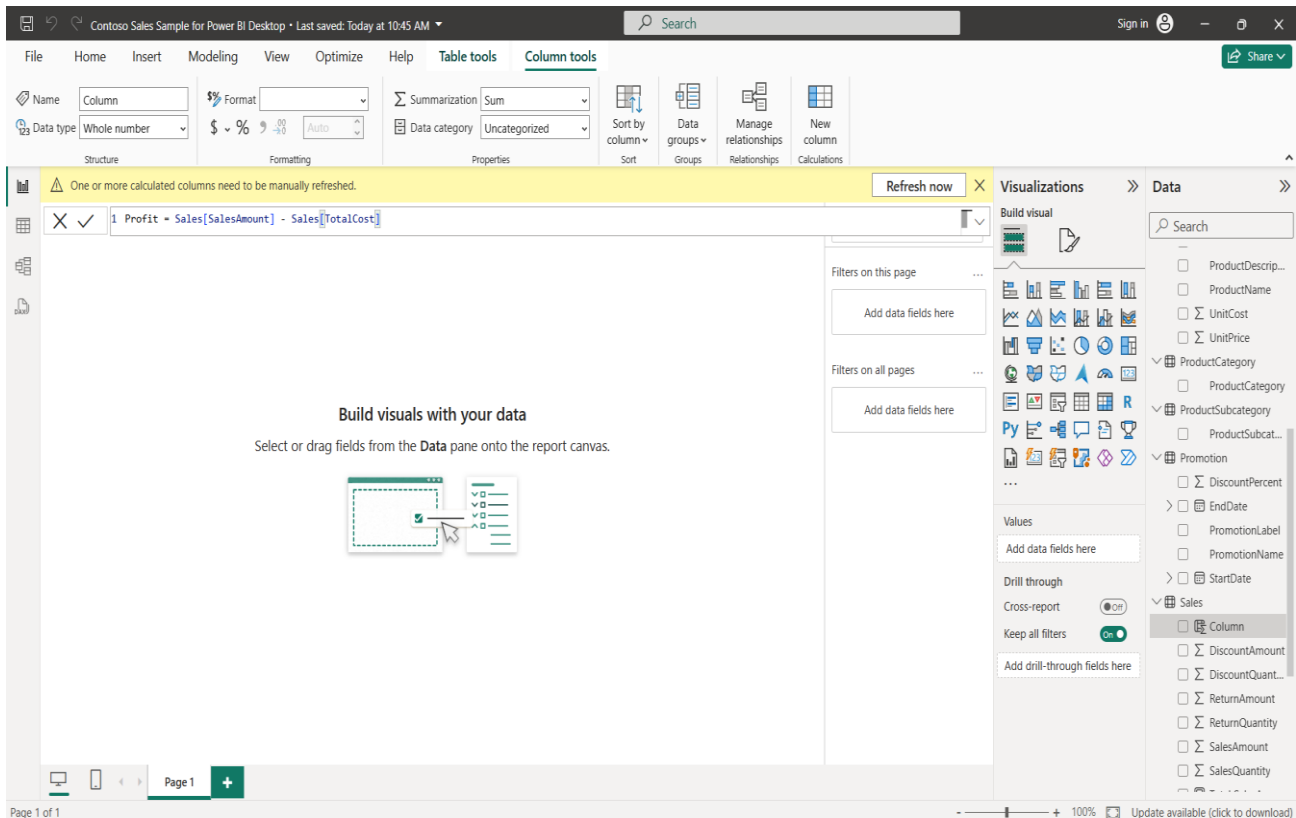 Contoso Sales Sample for Power BI Desktop • Last saved: Today at 10:45 AM
Search
Sign in
File Home Insert Modeling View Optimize Help Table tools Column tools
Share
Name Column
Data type Whole number
Structure
$% Format
$ % 9 .00 Auto
Formatting
Summarization Sum
Data category Uncategorized
Properties
Sort by column
Sort
Data groups
Groups
Manage relationships
Relationships
New column
Calculations
One or more calculated columns need to be manually refreshed.
Refresh now
1 Profit = Sales[SalesAmount] - Sales[TotalCost]
Build visuals with your data
Select or drag fields from the Data pane onto the report canvas.
Filters on this page ...
Add data fields here
Filters on all pages ...
Add data fields here
Visualizations
Build visual
123
R
Py
...
Values
Add data fields here
Drill through
Cross-report Off
Keep all filters On
Add drill-through fields here
Data
Search
ProductDescrip...
ProductName
UnitCost
UnitPrice
ProductCategory
ProductCategory
ProductSubcategory
ProductSubcat...
Promotion
DiscountPercent
EndDate
PromotionLabel
PromotionName
StartDate
Sales
Column
DiscountAmount
DiscountQuant...
ReturnAmount
ReturnQuantity
SalesAmount
SalesQuantity
Page 1
Page 1 of 1
- + 100%
Update available (click to download)